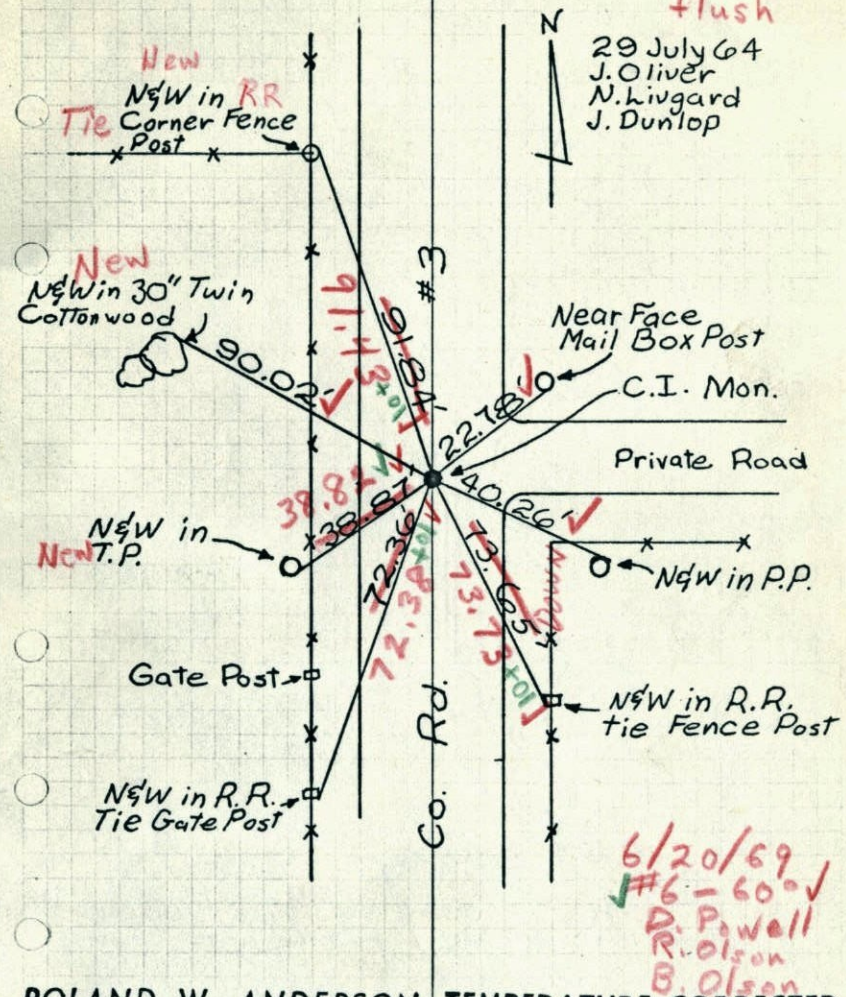 flush
N
29 July 64
J. Oliver
N. Livgard
J. Dunlop
New
N&W in RR
Tie Corner Fence
Post
New
N&W in 30" Twin
Cottonwood
90.02 ✓
91.43
91.84
Co. Rd. #3
Near Face
Mail Box Post
22.78 ✓
C.I. Mon.
Private Road
40.26 ✓
38.82
38.87
N&W in
New T.P.
72.36
72.38
73.65
73.73
Down
N&W in P.P.
Gate Post
N&W in R.R.
tie Fence Post
N&W in R.R.
Tie Gate Post
6/20/69
✓ #6 - 60° ✓
D. Powell
R. Olson
B. Olson
ROLAND W. ANDERSON